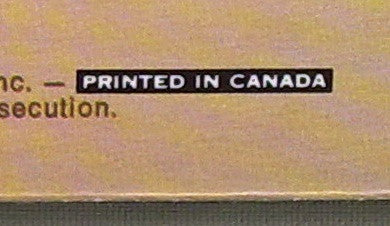 nc. — PRINTED IN CANADA
secution.